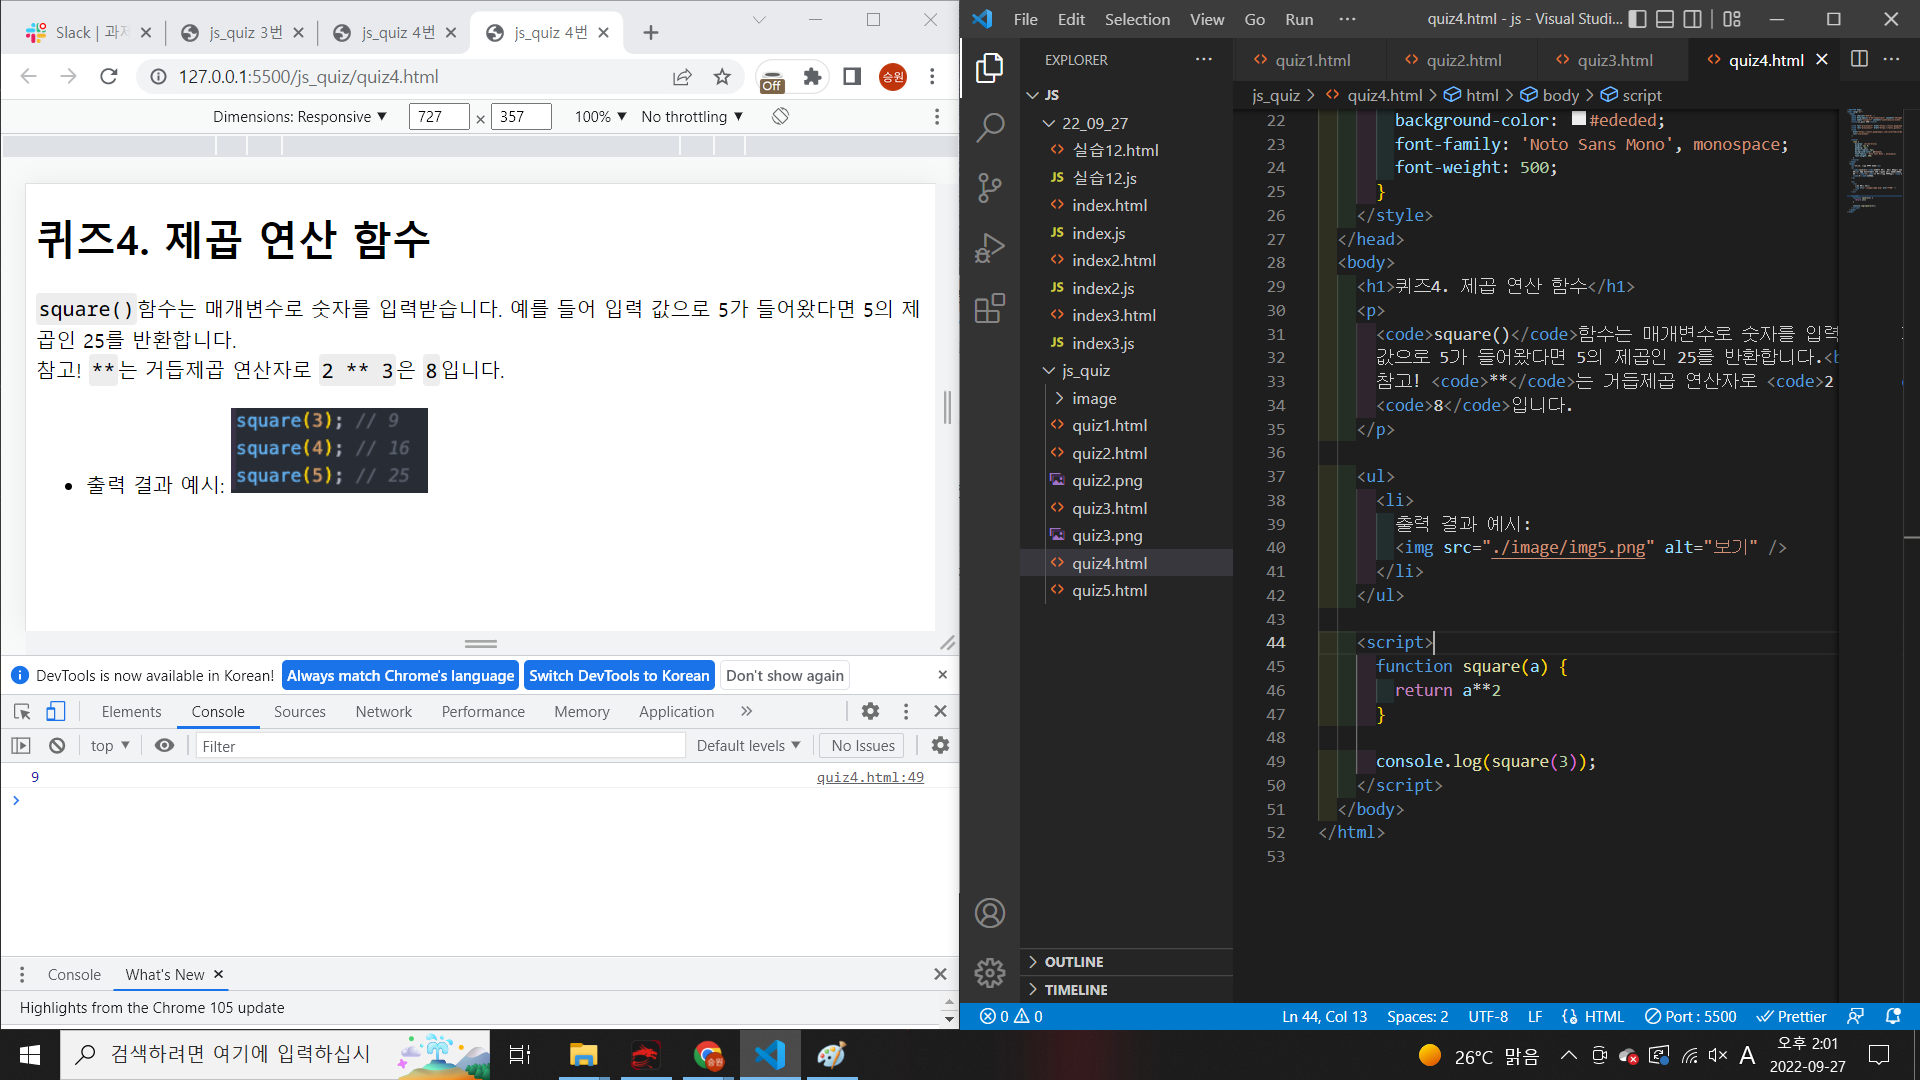 Slack | 과제
js_quiz 3번
js_quiz 4번
js_quiz 4번
127.0.0.1:5500/js_quiz/quiz4.html
Off
승원
Dimensions: Responsive ▼ 727 × 357 100% ▼ No throttling ▼
퀴즈4. 제곱 연산 함수
square()함수는 매개변수로 숫자를 입력받습니다. 예를 들어 입력 값으로 5가 들어왔다면 5의 제
곱인 25를 반환합니다.
참고! **는 거듭제곱 연산자로 2 ** 3은 8입니다.
square(3); // 9
square(4); // 16
square(5); // 25
출력 결과 예시:
DevTools is now available in Korean! Always match Chrome's language Switch DevTools to Korean Don't show again
Elements Console Sources Network Performance Memory Application
top ▼ Filter Default levels ▼ No Issues
9 quiz4.html:49
Console What's New
Highlights from the Chrome 105 update
File Edit Selection View Go Run ··· quiz4.html - js - Visual Studi...
EXPLORER
JS
22_09_27
실습12.html
JS 실습12.js
index.html
JS index.js
index2.html
JS index2.js
index3.html
JS index3.js
js_quiz
image
quiz1.html
quiz2.html
quiz2.png
quiz3.html
quiz3.png
quiz4.html
quiz5.html
OUTLINE
TIMELINE
quiz1.html quiz2.html quiz3.html quiz4.html
js_quiz > quiz4.html > html > body > script
22 background-color: #ededed;
23 font-family: 'Noto Sans Mono', monospace;
24 font-weight: 500;
25 }
26 </style>
27 </head>
28 <body>
29 <h1>퀴즈4. 제곱 연산 함수</h1>
30 <p>
31 <code>square()</code>함수는 매개변수로 숫자를 입력
32 값으로 5가 들어왔다면 5의 제곱인 25를 반환합니다.<b
33 참고! <code>**</code>는 거듭제곱 연산자로 <code>2
34 <code>8</code>입니다.
35 </p>
36
37 <ul>
38 <li>
39 출력 결과 예시:
40 <img src="./image/img5.png" alt="보기" />
41 </li>
42 </ul>
43
44 <script>
45 function square(a) {
46 return a**2
47 }
48
49 console.log(square(3));
50 </script>
51 </body>
52 </html>
53
0 0 Ln 44, Col 13 Spaces: 2 UTF-8 LF HTML Port : 5500 Prettier
검색하려면 여기에 입력하십시
26°C 맑음 A 오후 2:01
2022-09-27